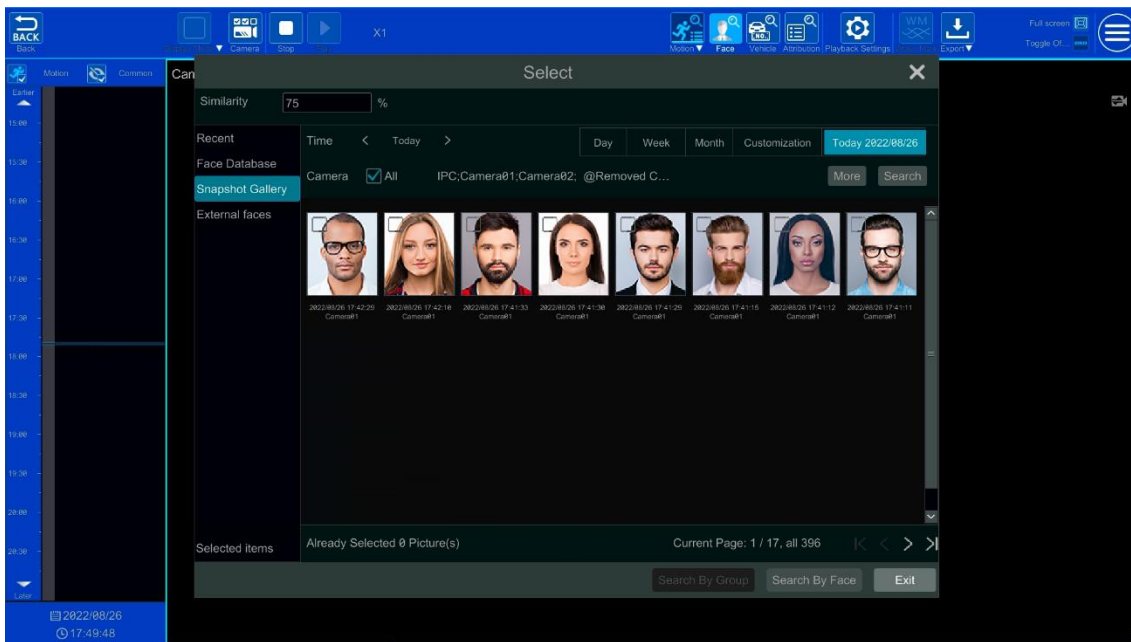 BACK
Back
Camera
Stop
X1
Motion
Face
Vehicle
Attribution
Playback Settings
WM
Export
Full screen
Toggle Of...
Motion
Common
Earlier
15:00
15:30
16:00
16:30
17:00
17:30
18:00
18:30
19:00
19:30
20:00
20:30
Later
2022/08/26
17:49:48
Can
Select
Similarity
75
%
Recent
Face Database
Snapshot Gallery
External faces
Selected items
Time
Today
Day
Week
Month
Customization
Today 2022/08/26
Camera
All
IPC;Camera01;Camera02; @Removed C...
More
Search
2022/08/26 17:42:25
Camera01
2022/08/26 17:42:10
Camera01
2022/08/26 17:41:33
Camera01
2022/08/26 17:41:30
Camera01
2022/08/26 17:41:29
Camera01
2022/08/26 17:41:15
Camera01
2022/08/26 17:41:12
Camera01
2022/08/26 17:41:11
Camera01
Already Selected 0 Picture(s)
Current Page: 1 / 17, all 396
Search By Group
Search By Face
Exit